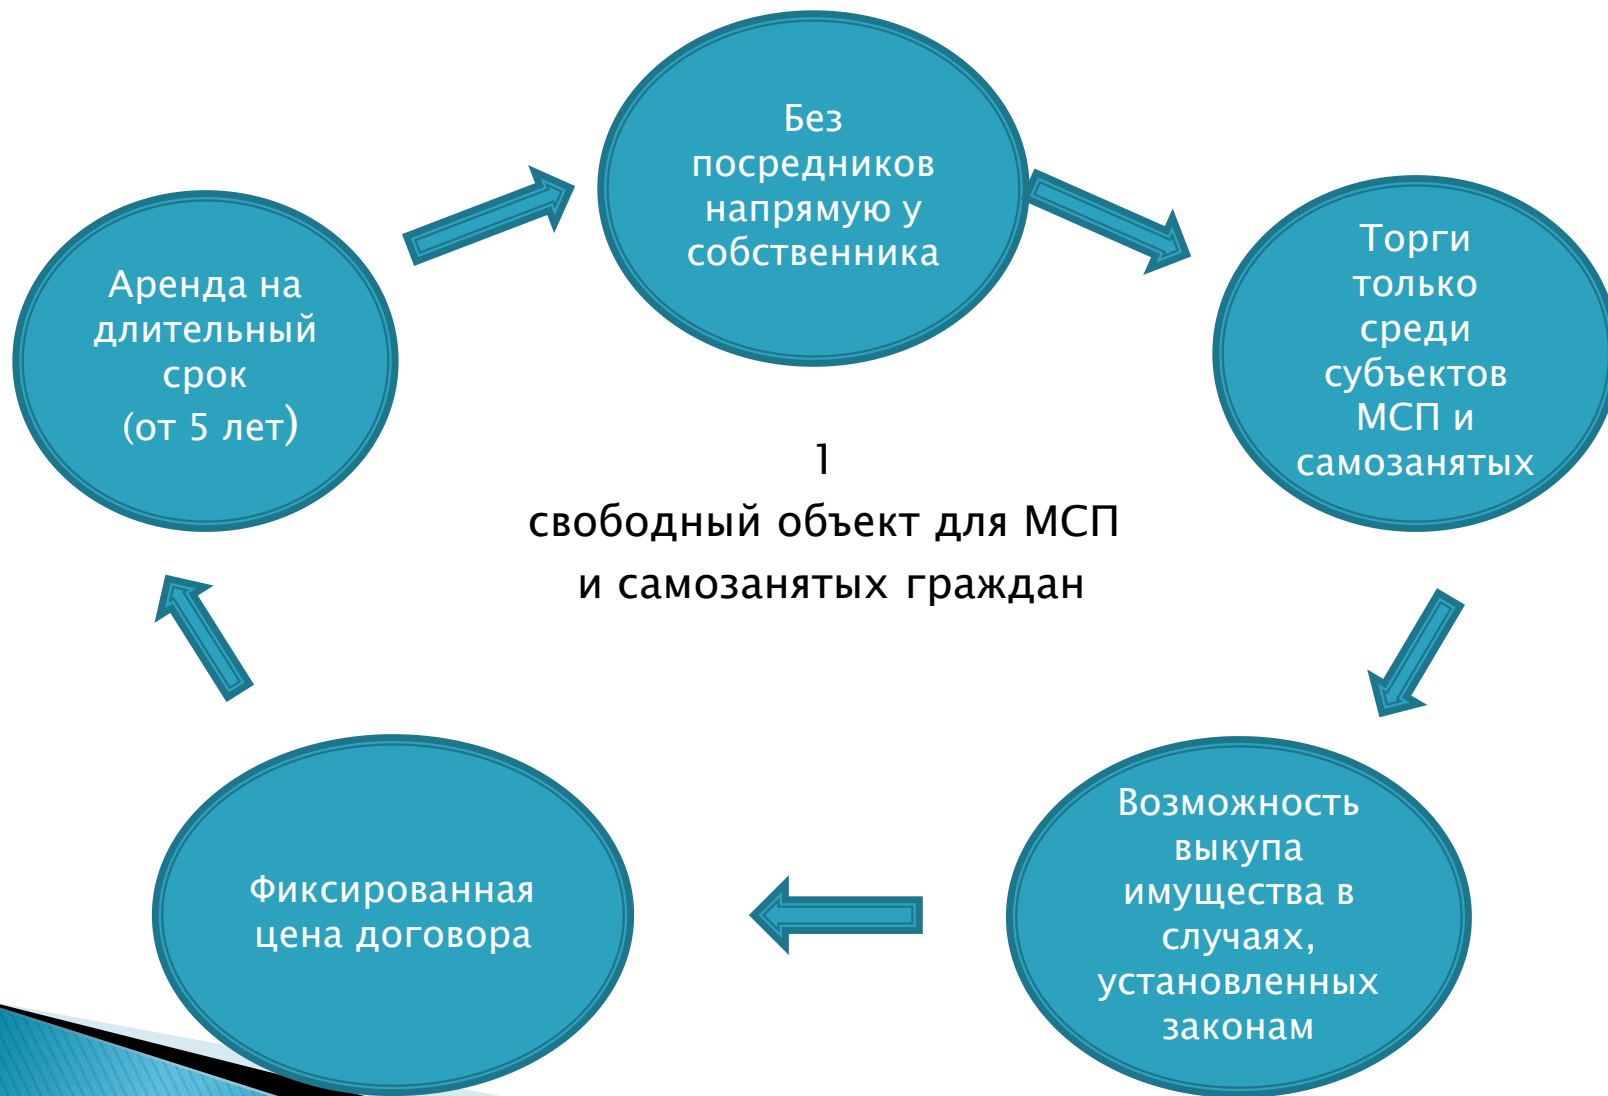 Без
посредников
напрямую у
собственника
Торги
только
среди
субъектов
МСП и
самозанятых
Аренда на
длительный
срок
(от 5 лет)
1
свободный объект для МСП
и самозанятых граждан
Возможность
выкупа
имущества в
случаях,
установленных
законам
Фиксированная
цена договора